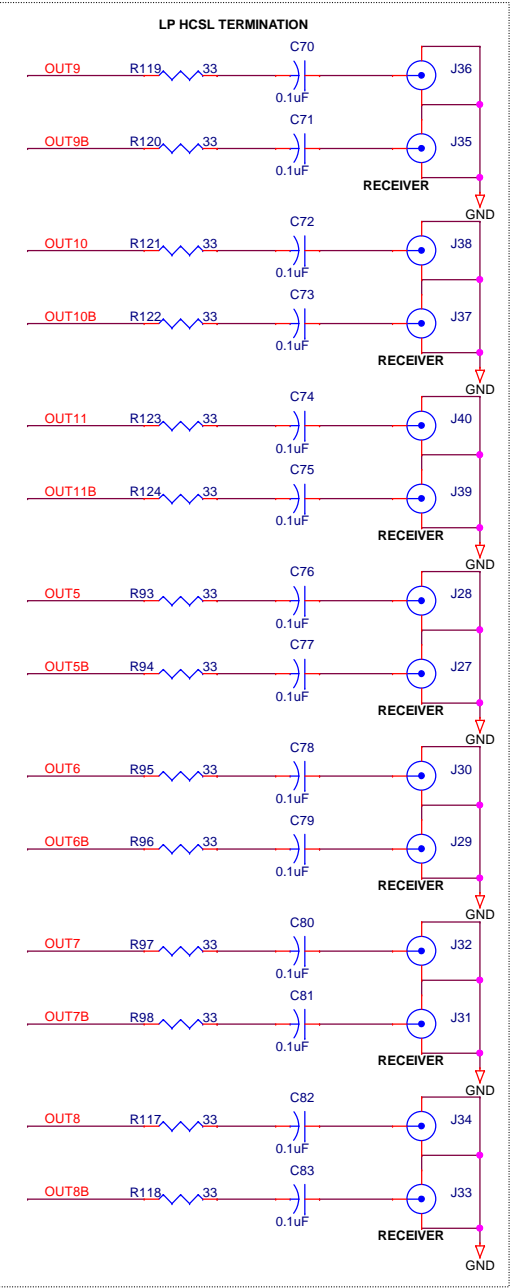 LP HCSL TERMINATION
C70
OUT9 R119 33 J36
0.1uF
C71
OUT9B R120 33 J35
0.1uF
RECEIVER
GND
C72
OUT10 R121 33 J38
0.1uF
C73
OUT10B R122 33 J37
0.1uF
RECEIVER
GND
C74
OUT11 R123 33 J40
0.1uF
C75
OUT11B R124 33 J39
0.1uF
RECEIVER
GND
C76
OUT5 R93 33 J28
0.1uF
C77
OUT5B R94 33 J27
0.1uF
RECEIVER
GND
C78
OUT6 R95 33 J30
0.1uF
C79
OUT6B R96 33 J29
0.1uF
RECEIVER
GND
C80
OUT7 R97 33 J32
0.1uF
C81
OUT7B R98 33 J31
0.1uF
RECEIVER
GND
C82
OUT8 R117 33 J34
0.1uF
C83
OUT8B R118 33 J33
0.1uF
RECEIVER
GND